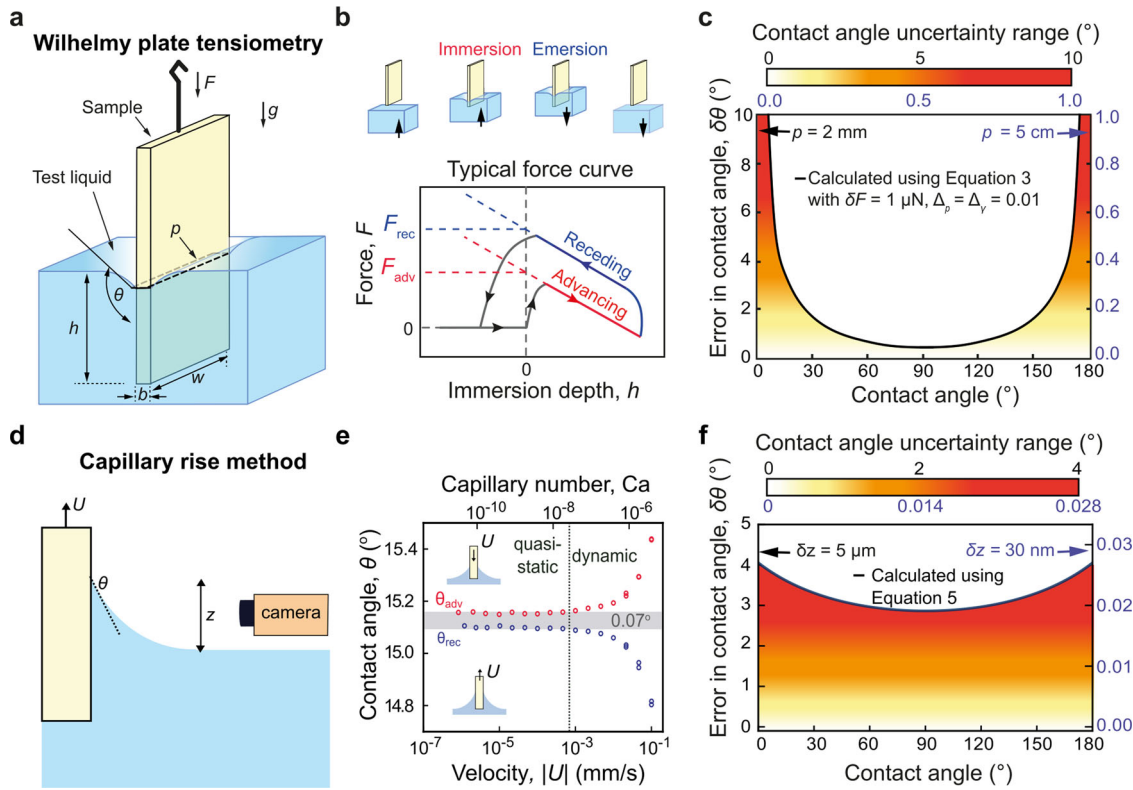 a
Wilhelmy plate tensiometry
F
g
Sample
Test liquid
p
θ
h
w
b
b
Immersion Emersion
Typical force curve
Force, F
F_rec
F_adv
0
Receding
Advancing
0
Immersion depth, h
c
Contact angle uncertainty range (°)
0 5 10
0.0 0.5 1.0
Error in contact angle, δθ (°)
10
8
6
4
2
0
p = 2 mm
p = 5 cm
Calculated using Equation 3
with δF = 1 µN, Δ_p = Δ_γ = 0.01
1.0
0.8
0.6
0.4
0.2
0.0
0 30 60 90 120 150 180
Contact angle (°)
d
Capillary rise method
U
θ
z
camera
e
Capillary number, Ca
10⁻¹⁰ 10⁻⁸ 10⁻⁶
Contact angle, θ (°)
15.4
15.2
15.0
14.8
U
quasi-
static
dynamic
θ_adv
0.07°
θ_rec
U
10⁻⁷ 10⁻⁵ 10⁻³ 10⁻¹
Velocity, |U| (mm/s)
f
Contact angle uncertainty range (°)
0 2 4
0 0.014 0.028
Error in contact angle, δθ (°)
5
4
3
2
1
0
δz = 5 µm
δz = 30 nm
Calculated using
Equation 5
0.03
0.02
0.01
0.00
0 30 60 90 120 150 180
Contact angle (°)